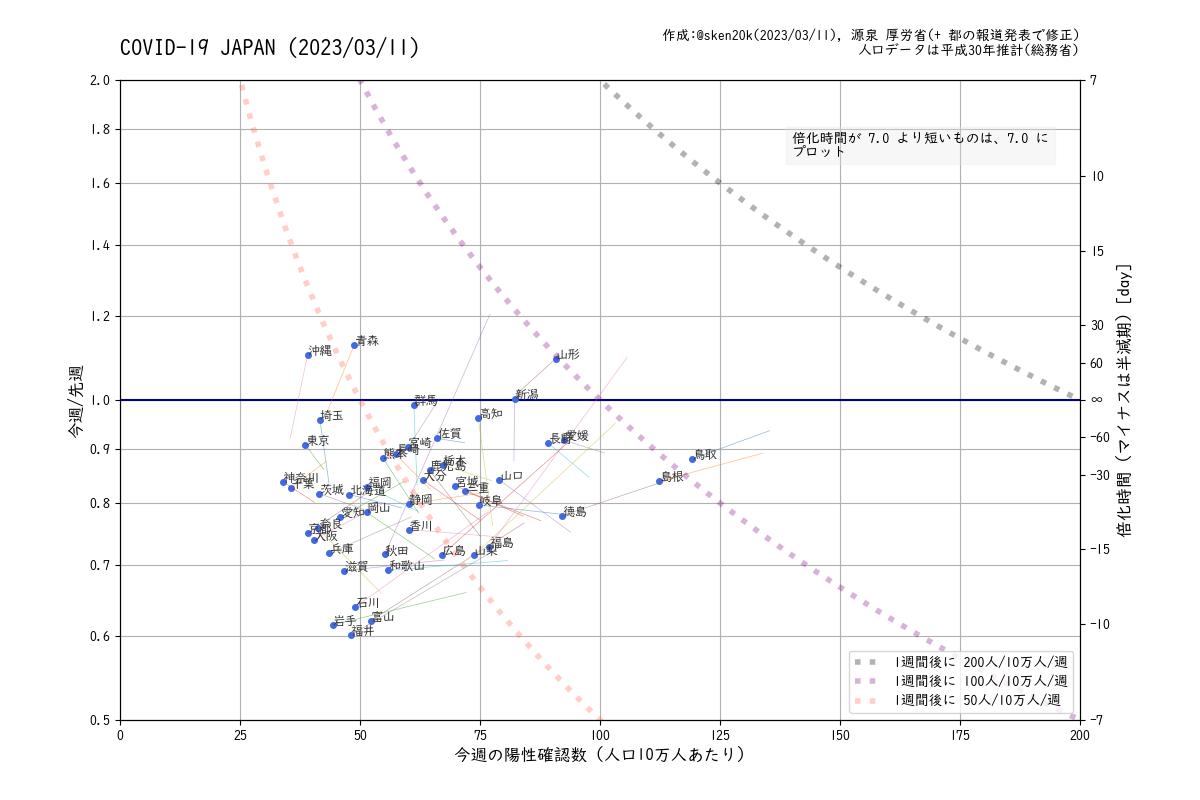 COVID-19 JAPAN (2023/03/11)
作成:@sken20k(2023/03/11), 源泉 厚労省(+ 都の報道発表で修正)
人口データは平成30年推計(総務省)
倍化時間が 7.0 より短いものは、7.0 に
プロット
2.0
1.8
1.6
1.4
1.2
1.0
0.9
0.8
0.7
0.6
0.5
今週/先週
7
10
15
30
60
∞
-60
-30
-15
-10
-7
倍化時間 (マイナスは半減期) [day]
青森
沖縄
山形
新潟
群馬
埼玉
高知
東京
佐賀
長野
愛媛
宮崎
長崎
熊本
栃木
鹿児島
大分
鳥取
島根
神奈川
千葉
茨城
福岡
北海道
宮城
三重
山口
静岡
岐阜
岡山
徳島
愛知
奈良
京都
大阪
香川
兵庫
秋田
広島
山梨
福島
滋賀
和歌山
石川
富山
岩手
福井
1週間後に 200人/10万人/週
1週間後に 100人/10万人/週
1週間後に 50人/10万人/週
0
25
50
75
100
125
150
175
200
今週の陽性確認数 (人口10万人あたり)